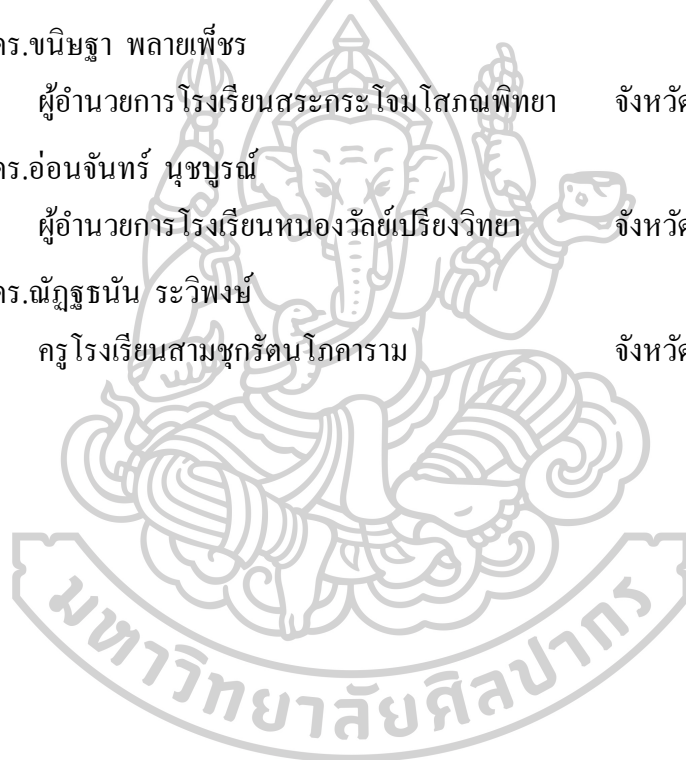 ดร.ขนิษฐา พลายเพ็ชร
ผู้อำนวยการโรงเรียนสระกระโจมโสภณพิทยา จังหวัด
ดร.อ่อนจันทร์ นุชบูรณ์
ผู้อำนวยการโรงเรียนหนองวัลย์เปรียงวิทยา จังหวัด
ดร.ณัฏฐธนัน ระวิพงษ์
ครูโรงเรียนสามชุกรัตนโภคาราม จังหวัด
มหาวิทยาลัยศิลปากร